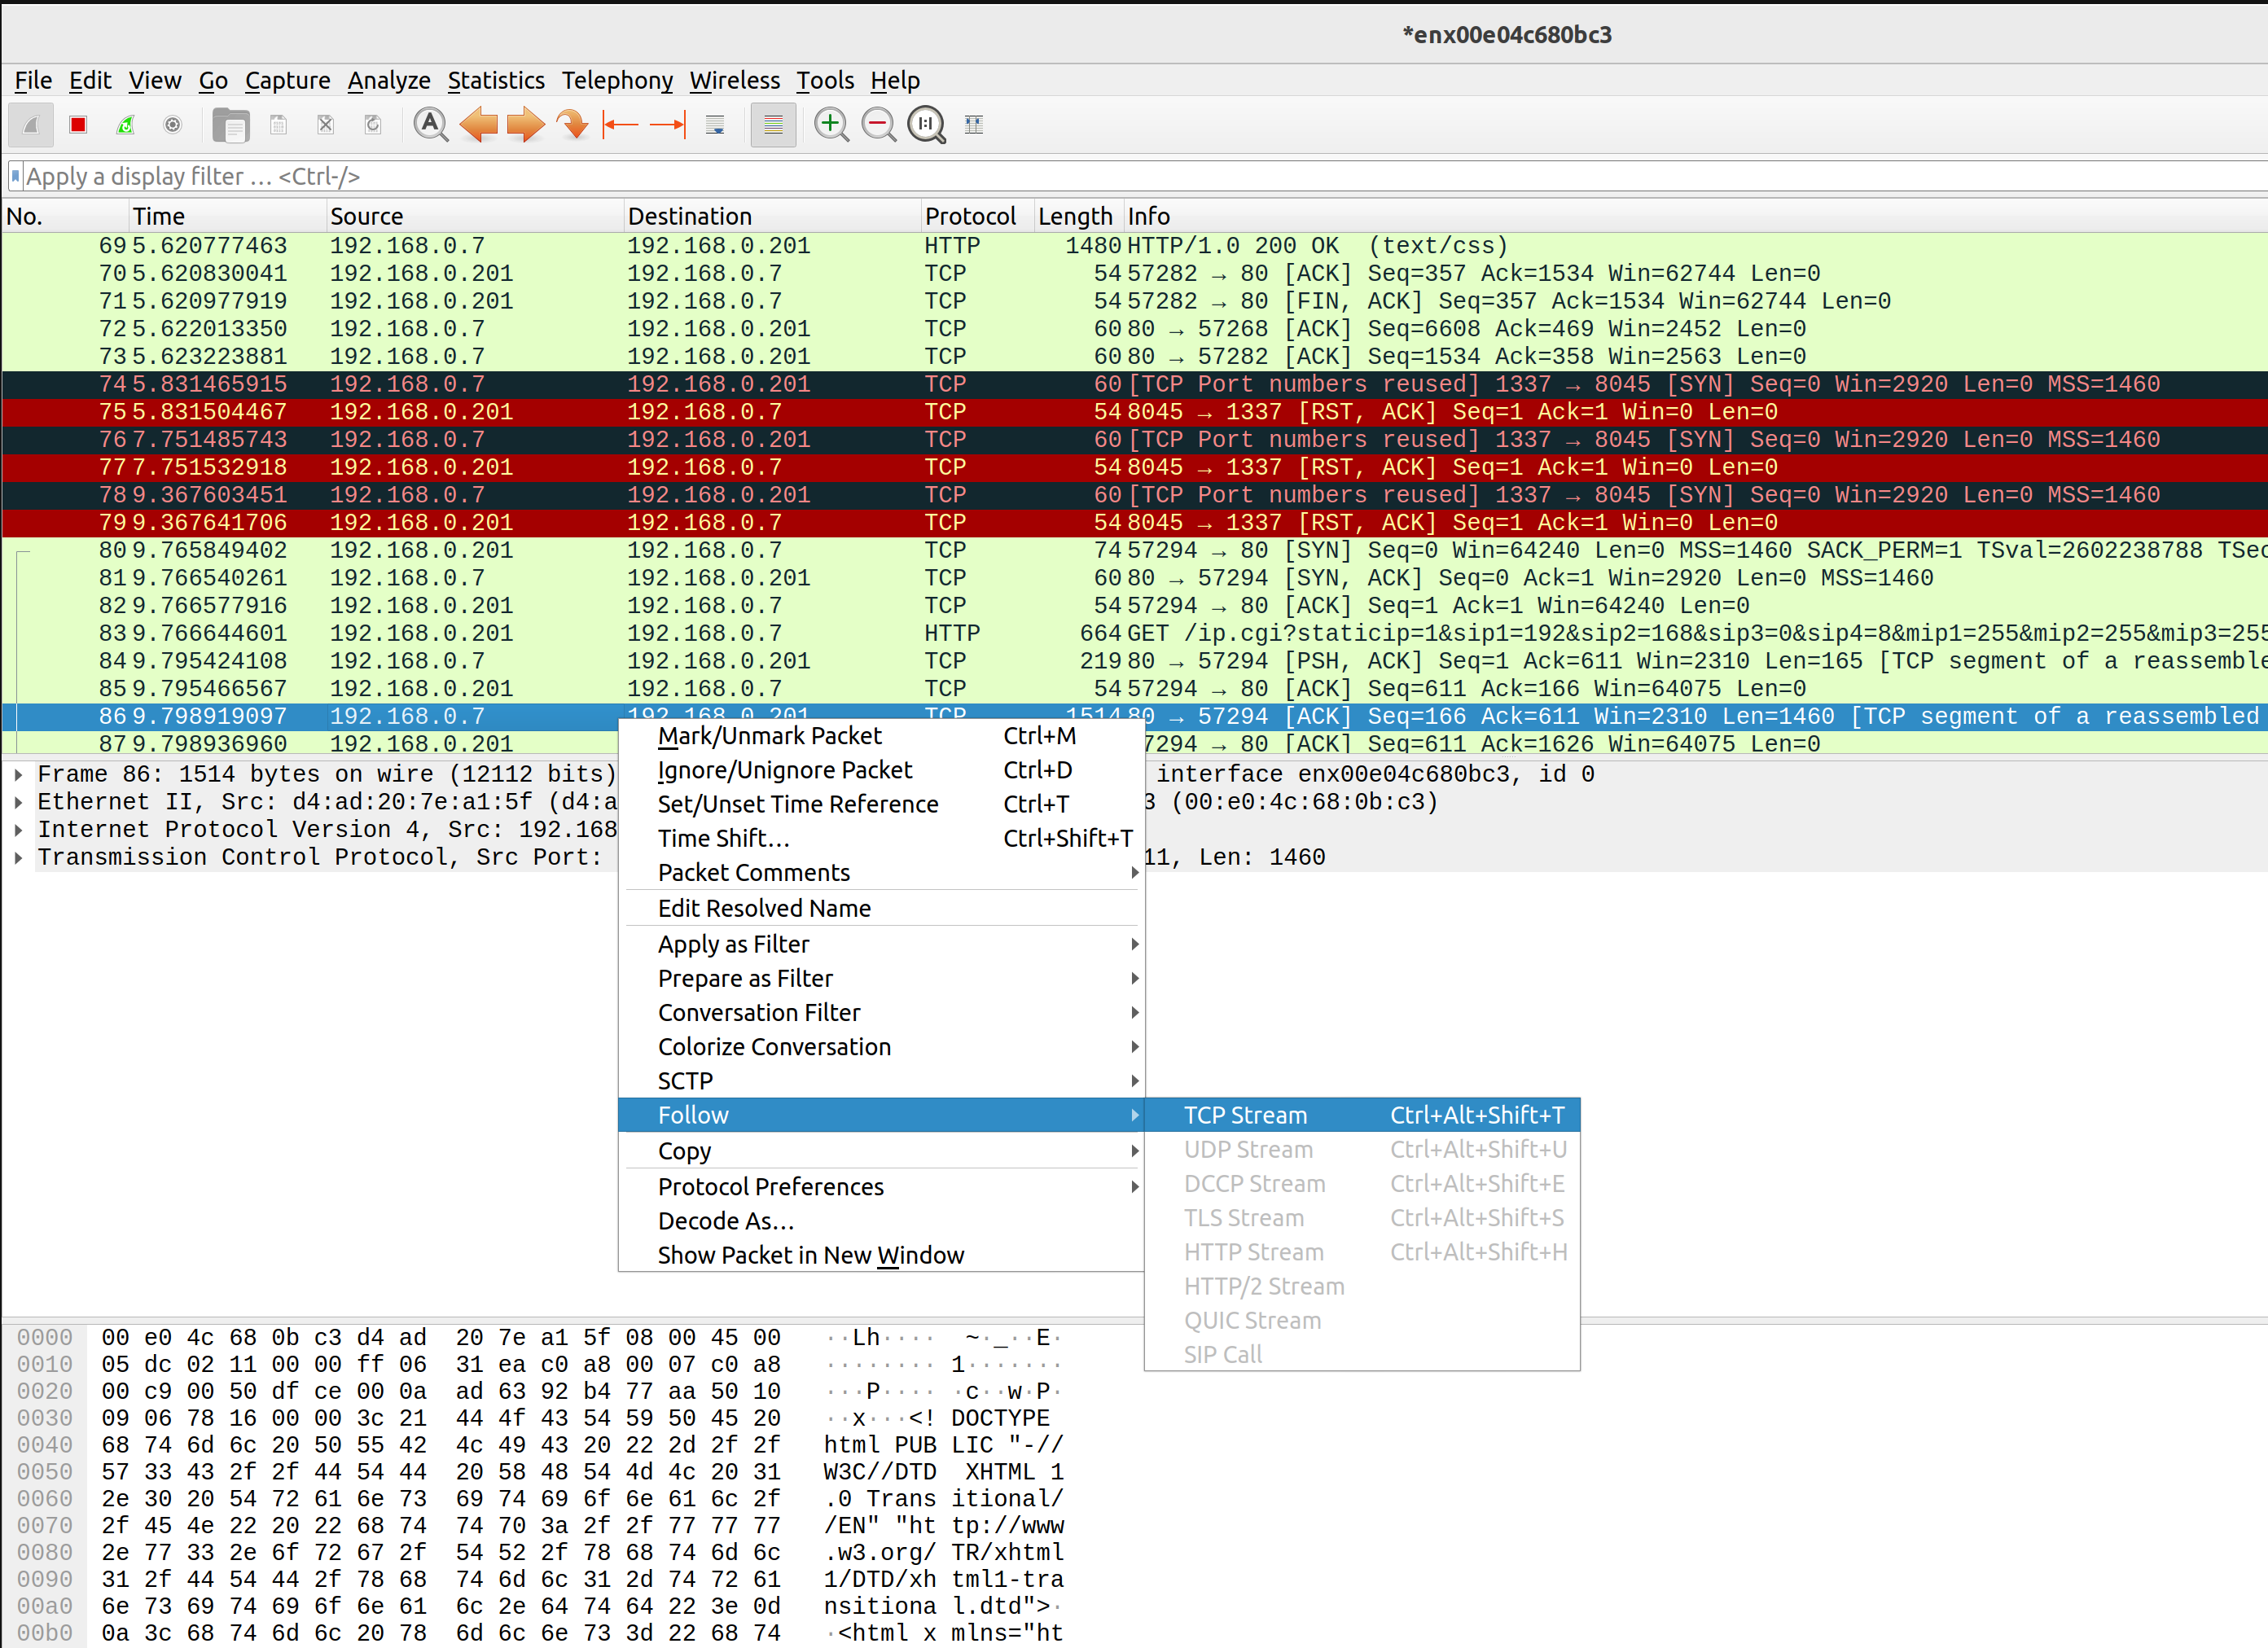 *enx00e04c680bc3
File Edit View Go Capture Analyze Statistics Telephony Wireless Tools Help
Apply a display filter … <Ctrl-/>
No. Time Source Destination Protocol Length Info
69 5.620777463 192.168.0.7 192.168.0.201 HTTP 1480 HTTP/1.0 200 OK (text/css)
70 5.620830041 192.168.0.201 192.168.0.7 TCP 54 57282 → 80 [ACK] Seq=357 Ack=1534 Win=62744 Len=0
71 5.620977919 192.168.0.201 192.168.0.7 TCP 54 57282 → 80 [FIN, ACK] Seq=357 Ack=1534 Win=62744 Len=0
72 5.622013350 192.168.0.7 192.168.0.201 TCP 60 80 → 57268 [ACK] Seq=6608 Ack=469 Win=2452 Len=0
73 5.623223881 192.168.0.7 192.168.0.201 TCP 60 80 → 57282 [ACK] Seq=1534 Ack=358 Win=2563 Len=0
74 5.831465915 192.168.0.7 192.168.0.201 TCP 60 [TCP Port numbers reused] 1337 → 8045 [SYN] Seq=0 Win=2920 Len=0 MSS=1460
75 5.831504467 192.168.0.201 192.168.0.7 TCP 54 8045 → 1337 [RST, ACK] Seq=1 Ack=1 Win=0 Len=0
76 7.751485743 192.168.0.7 192.168.0.201 TCP 60 [TCP Port numbers reused] 1337 → 8045 [SYN] Seq=0 Win=2920 Len=0 MSS=1460
77 7.751532918 192.168.0.201 192.168.0.7 TCP 54 8045 → 1337 [RST, ACK] Seq=1 Ack=1 Win=0 Len=0
78 9.367603451 192.168.0.7 192.168.0.201 TCP 60 [TCP Port numbers reused] 1337 → 8045 [SYN] Seq=0 Win=2920 Len=0 MSS=1460
79 9.367641706 192.168.0.201 192.168.0.7 TCP 54 8045 → 1337 [RST, ACK] Seq=1 Ack=1 Win=0 Len=0
80 9.765849402 192.168.0.201 192.168.0.7 TCP 74 57294 → 80 [SYN] Seq=0 Win=64240 Len=0 MSS=1460 SACK_PERM=1 TSval=2602238788 TSec
81 9.766540261 192.168.0.7 192.168.0.201 TCP 60 80 → 57294 [SYN, ACK] Seq=0 Ack=1 Win=2920 Len=0 MSS=1460
82 9.766577916 192.168.0.201 192.168.0.7 TCP 54 57294 → 80 [ACK] Seq=1 Ack=1 Win=64240 Len=0
83 9.766644601 192.168.0.201 192.168.0.7 HTTP 664 GET /ip.cgi?staticip=1&sip1=192&sip2=168&sip3=0&sip4=8&mip1=255&mip2=255&mip3=255
84 9.795424108 192.168.0.7 192.168.0.201 TCP 219 80 → 57294 [PSH, ACK] Seq=1 Ack=611 Win=2310 Len=165 [TCP segment of a reassemble
85 9.795466567 192.168.0.201 192.168.0.7 TCP 54 57294 → 80 [ACK] Seq=611 Ack=166 Win=64075 Len=0
86 9.798919097 192.168.0.7 192.168.0.201 TCP 1514 80 → 57294 [ACK] Seq=166 Ack=611 Win=2310 Len=1460 [TCP segment of a reassembled
87 9.798936960 192.168.0.201 7294 → 80 [ACK] Seq=611 Ack=1626 Win=64075 Len=0
Frame 86: 1514 bytes on wire (12112 bits) interface enx00e04c680bc3, id 0
Ethernet II, Src: d4:ad:20:7e:a1:5f (d4:a 3 (00:e0:4c:68:0b:c3)
Internet Protocol Version 4, Src: 192.168
Transmission Control Protocol, Src Port: 11, Len: 1460
Mark/Unmark Packet Ctrl+M
Ignore/Unignore Packet Ctrl+D
Set/Unset Time Reference Ctrl+T
Time Shift… Ctrl+Shift+T
Packet Comments
Edit Resolved Name
Apply as Filter
Prepare as Filter
Conversation Filter
Colorize Conversation
SCTP
Follow
Copy
Protocol Preferences
Decode As…
Show Packet in New Window
TCP Stream Ctrl+Alt+Shift+T
UDP Stream Ctrl+Alt+Shift+U
DCCP Stream Ctrl+Alt+Shift+E
TLS Stream Ctrl+Alt+Shift+S
HTTP Stream Ctrl+Alt+Shift+H
HTTP/2 Stream
QUIC Stream
SIP Call
0000 00 e0 4c 68 0b c3 d4 ad 20 7e a1 5f 08 00 45 00 ··Lh···· ~·_··E·
0010 05 dc 02 11 00 00 ff 06 31 ea c0 a8 00 07 c0 a8 ········ 1·······
0020 00 c9 00 50 df ce 00 0a ad 63 92 b4 77 aa 50 10 ···P···· ·c··w·P·
0030 09 06 78 16 00 00 3c 21 44 4f 43 54 59 50 45 20 ··x···<! DOCTYPE
0040 68 74 6d 6c 20 50 55 42 4c 49 43 20 22 2d 2f 2f html PUB LIC "-//
0050 57 33 43 2f 2f 44 54 44 20 58 48 54 4d 4c 20 31 W3C//DTD XHTML 1
0060 2e 30 20 54 72 61 6e 73 69 74 69 6f 6e 61 6c 2f .0 Trans itional/
0070 2f 45 4e 22 20 22 68 74 74 70 3a 2f 2f 77 77 77 /EN" "ht tp://www
0080 2e 77 33 2e 6f 72 67 2f 54 52 2f 78 68 74 6d 6c .w3.org/ TR/xhtml
0090 31 2f 44 54 44 2f 78 68 74 6d 6c 31 2d 74 72 61 1/DTD/xh tml1-tra
00a0 6e 73 69 74 69 6f 6e 61 6c 2e 64 74 64 22 3e 0d nsitiona l.dtd">·
00b0 0a 3c 68 74 6d 6c 20 78 6d 6c 6e 73 3d 22 68 74 ·<html x mlns="ht